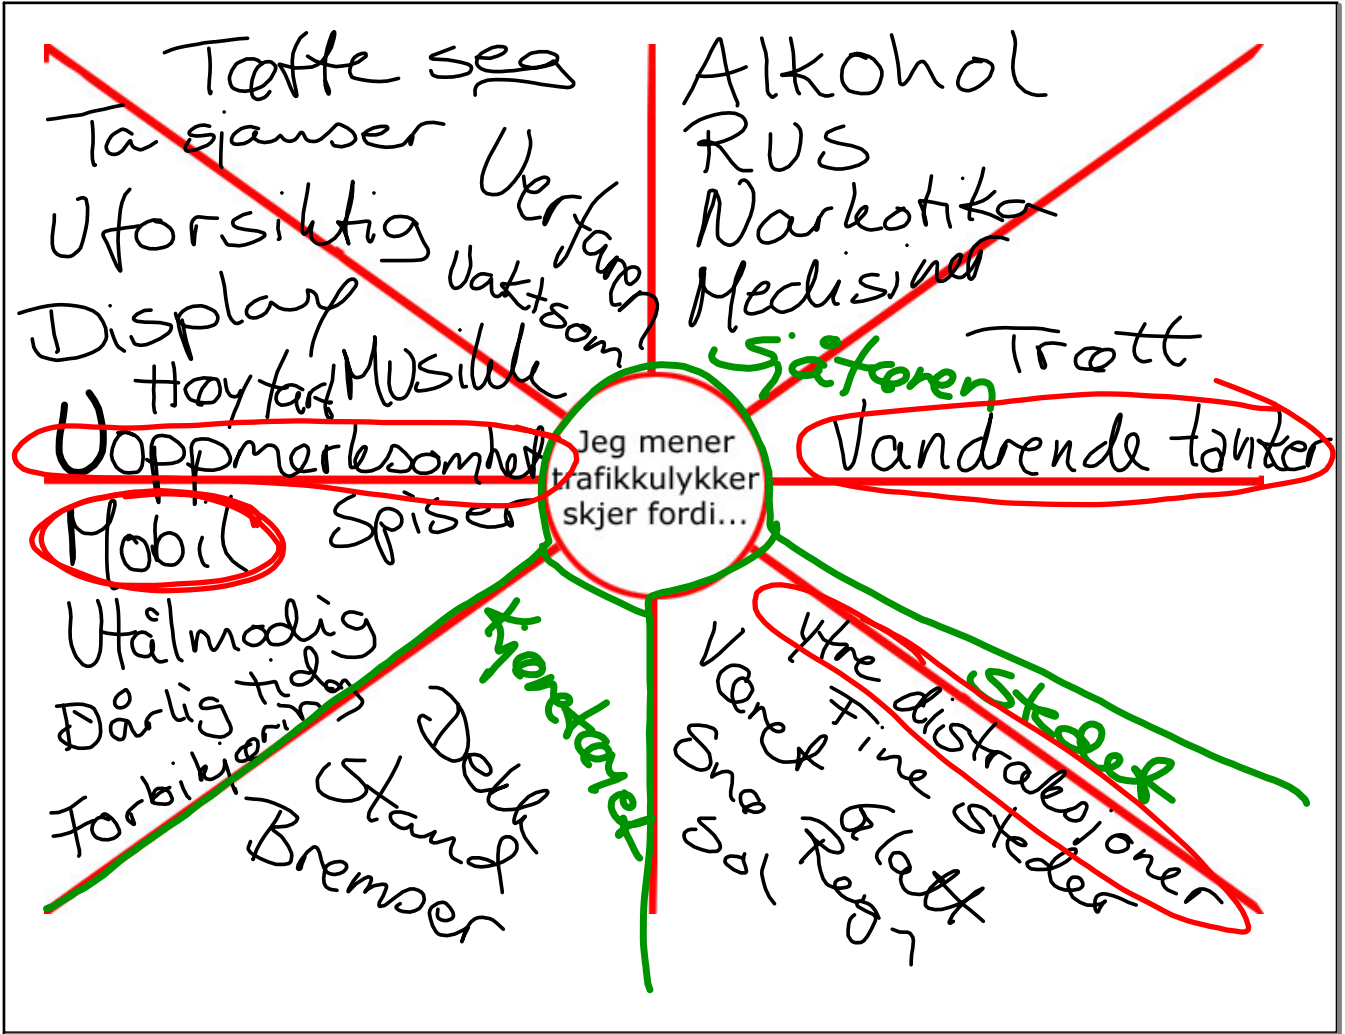 Tøffe seg
Ta sjanser
Uforsiktig
Uerfaren
Uaktsom
Display
Høy fart
Musikk
Uoppmerksomhet
Mobil
Spiser
Utålmodig
Dårlig tid
Forbikjøring
Alkohol
RUS
Narkotika
Medisiner
Sjåføren
Trøtt
Vandrende tanker
Jeg mener
trafikkulykker
skjer fordi...
Kjøretøyet
Dekk
Stand
Bremser
Stedet
Ytre distraksjoner
Fine steder
Været
Snø
Sol
Glatt
Regn